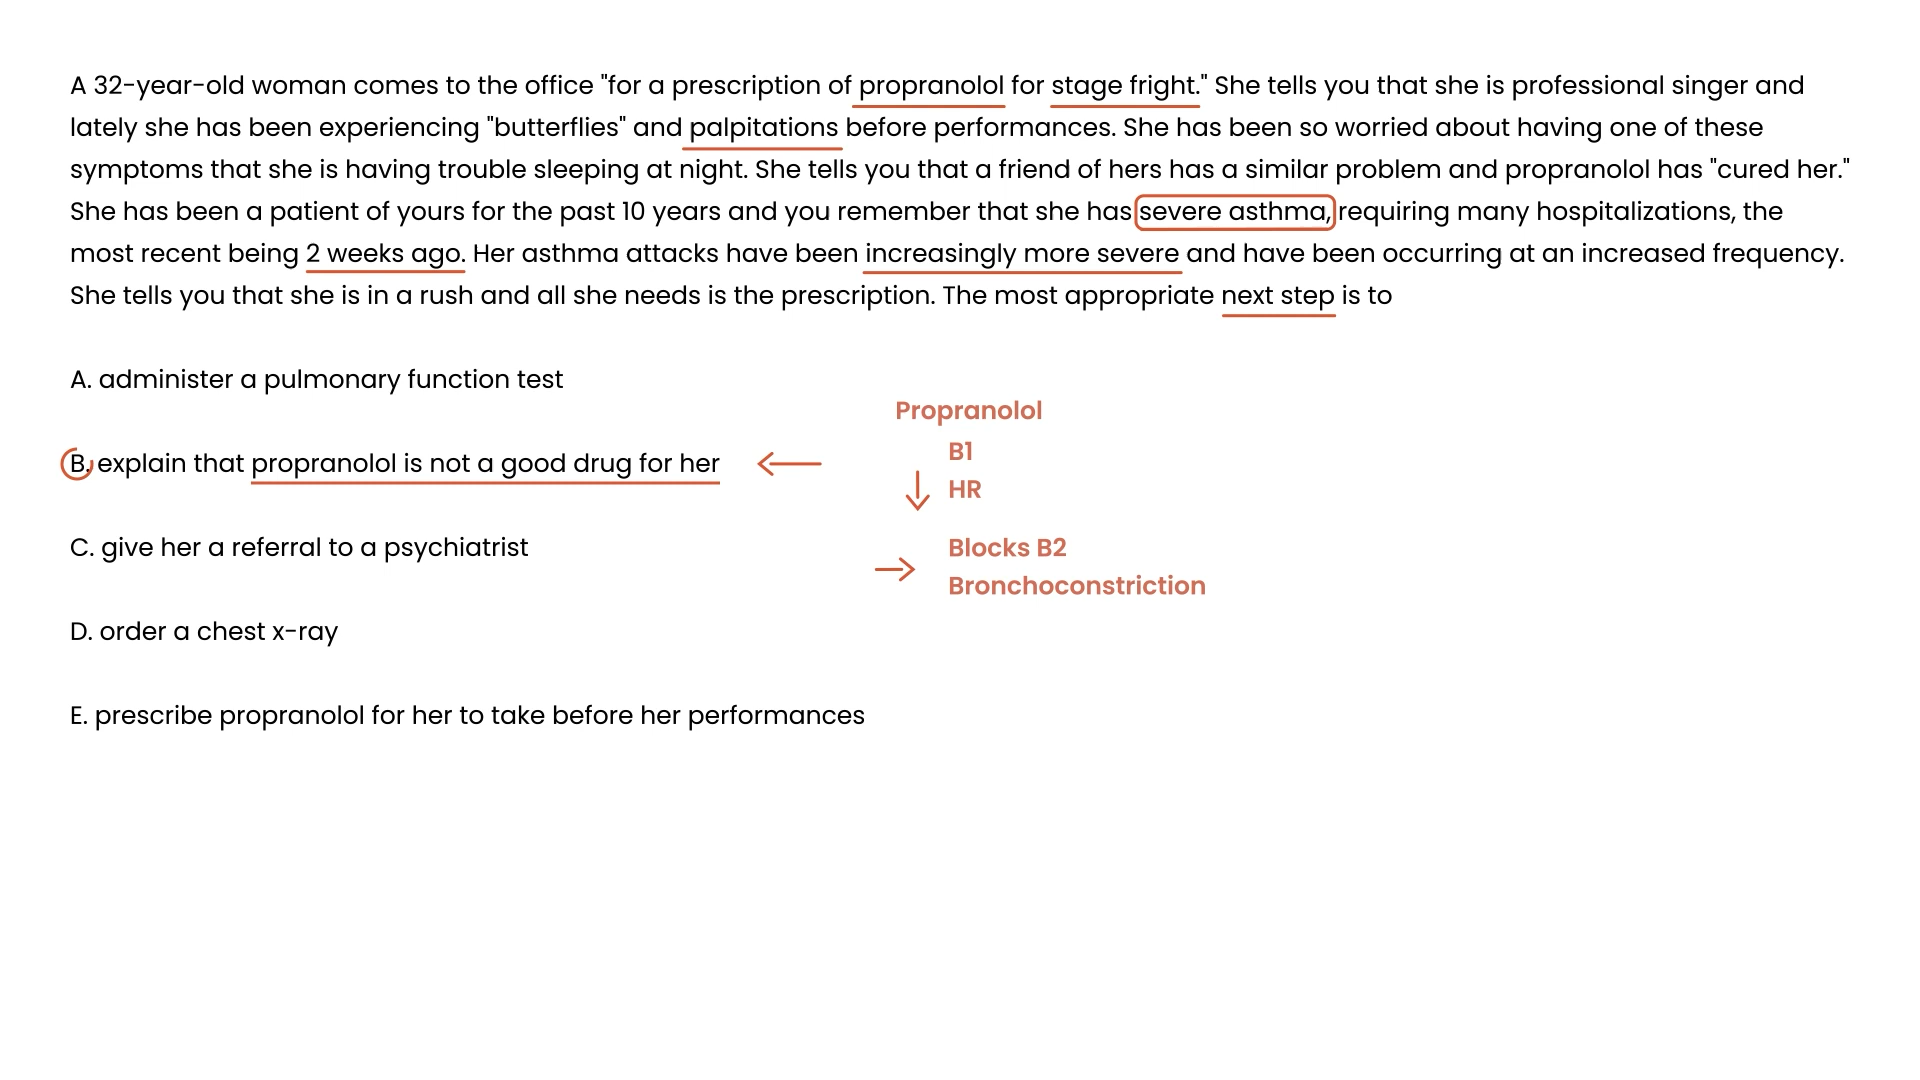 A 32-year-old woman comes to the office "for a prescription of propranolol for stage fright." She tells you that she is professional singer and
lately she has been experiencing "butterflies" and palpitations before performances. She has been so worried about having one of these
symptoms that she is having trouble sleeping at night. She tells you that a friend of hers has a similar problem and propranolol has "cured her."
She has been a patient of yours for the past 10 years and you remember that she has severe asthma, requiring many hospitalizations, the
most recent being 2 weeks ago. Her asthma attacks have been increasingly more severe and have been occurring at an increased frequency.
She tells you that she is in a rush and all she needs is the prescription. The most appropriate next step is to
A. administer a pulmonary function test
B. explain that propranolol is not a good drug for her
C. give her a referral to a psychiatrist
D. order a chest x-ray
E. prescribe propranolol for her to take before her performances
Propranolol
B1
HR
Blocks B2
Bronchoconstriction